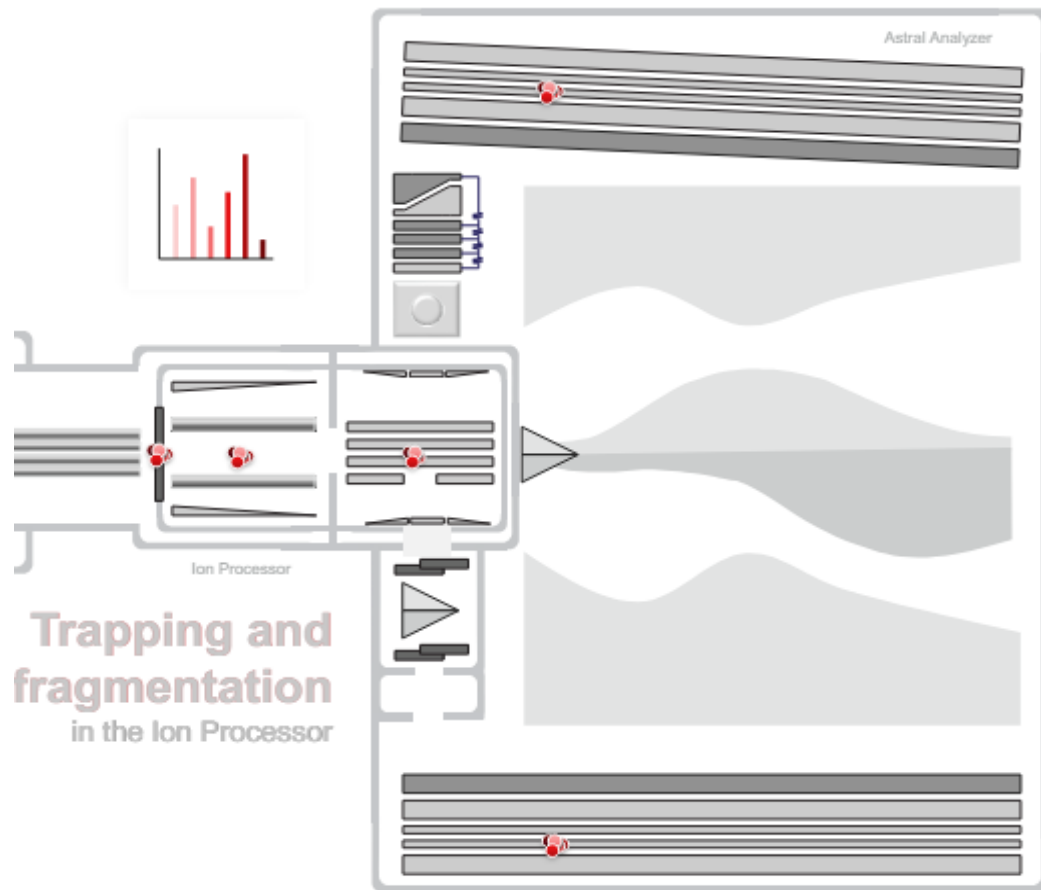 Astral Analyzer
Ion Processor
Trapping and
fragmentation
in the Ion Processor